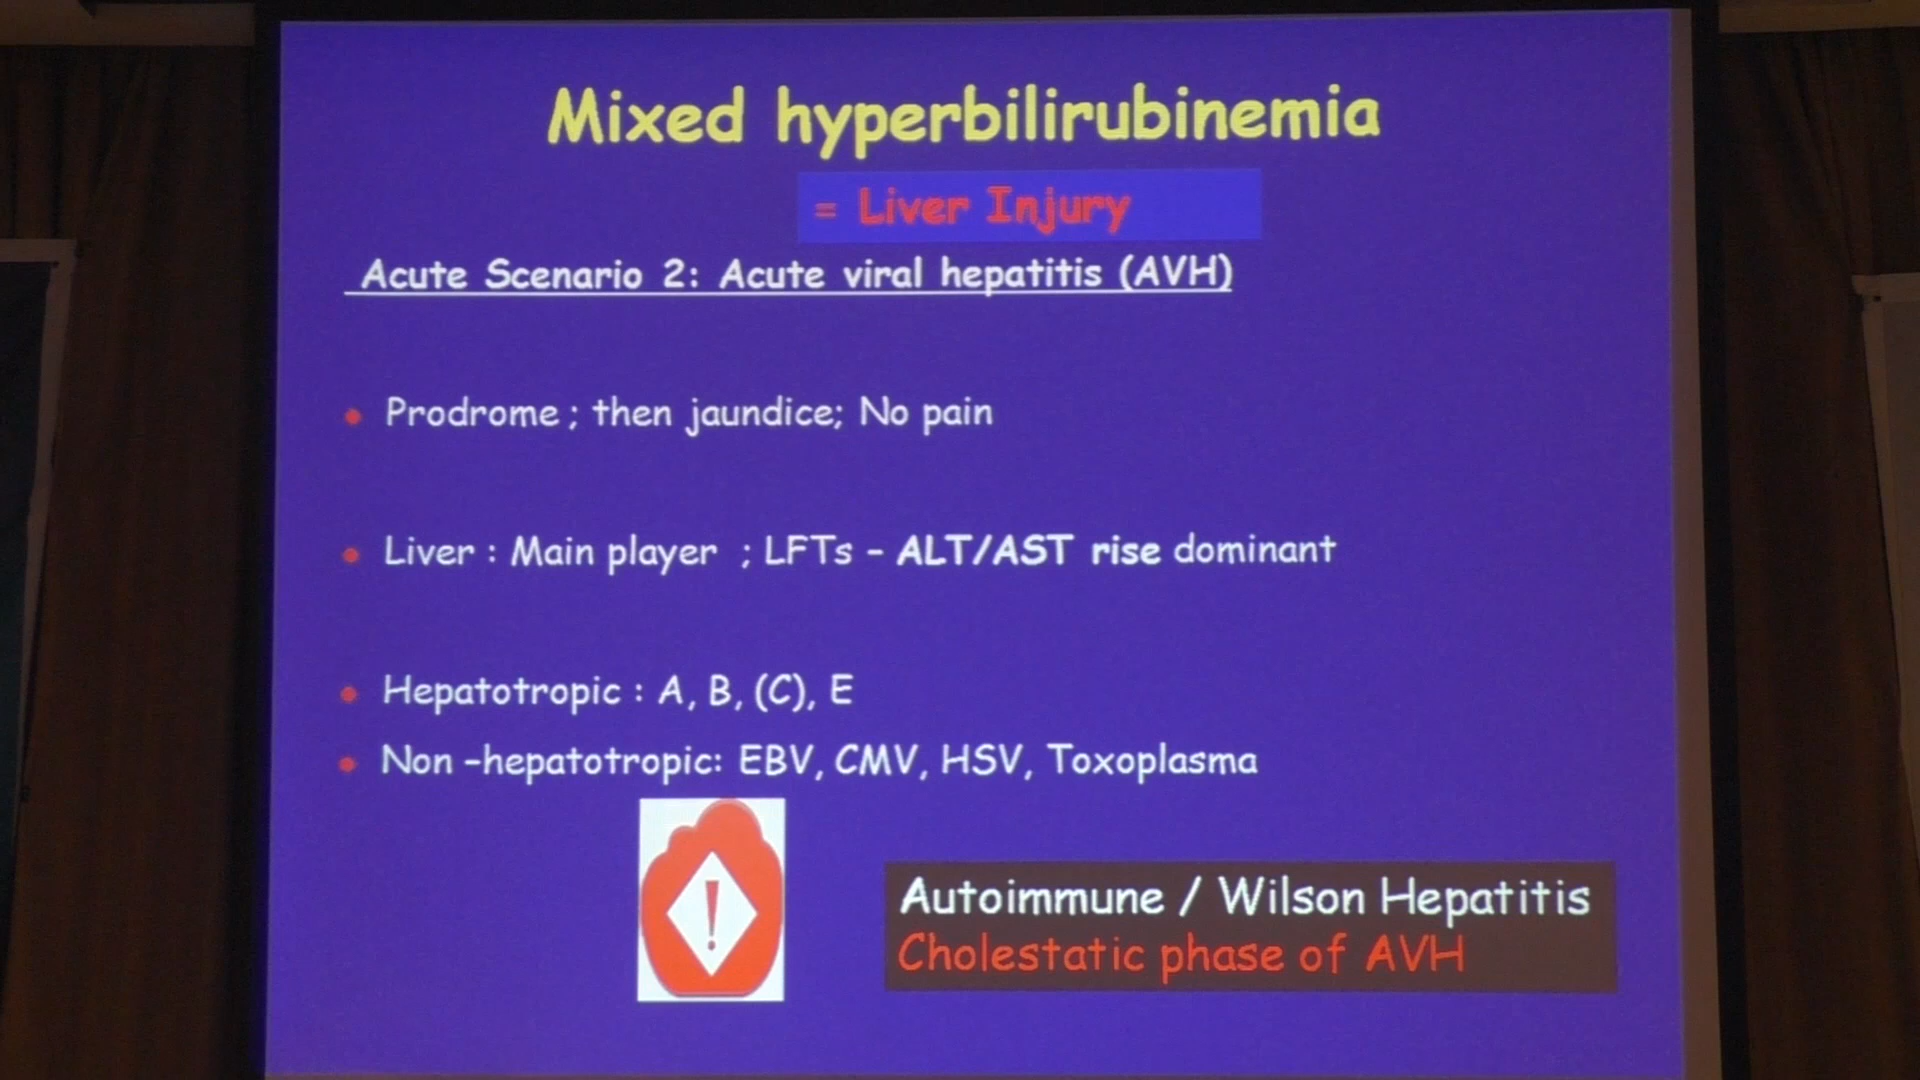 Mixed hyperbilirubinemia
= Liver Injury
Acute Scenario 2: Acute viral hepatitis (AVH)
• Prodrome ; then jaundice; No pain
• Liver : Main player ; LFTs - ALT/AST rise dominant
• Hepatotropic : A, B, (C), E
• Non -hepatotropic: EBV, CMV, HSV, Toxoplasma
!
Autoimmune / Wilson Hepatitis
Cholestatic phase of AVH